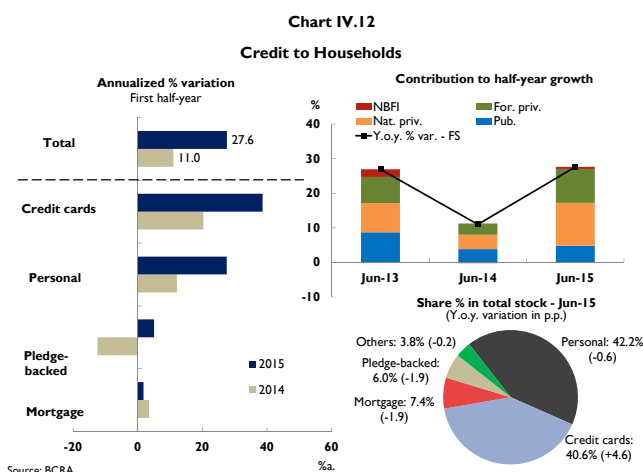 Chart IV.12
Credit to Households
Annualized % variation
First half-year
Total
27.6
11.0
Credit cards
Personal
Pledge-
backed
Mortgage
2015
2014
-20
0
20
40
60
%a.
Source: BCRA
Contribution to half-year growth
%
NBFI
For. priv.
Nat. priv.
Pub.
Y.o.y. % var. - FS
40
30
20
10
0
-10
Jun-13
Jun-14
Jun-15
Share % in total stock - Jun-15
(Y.o.y. variation in p.p.)
Others: 3.8% (-0.2)
Personal: 42.2%
(-0.6)
Pledge-backed:
6.0% (-1.9)
Mortgage: 7.4%
(-1.9)
Credit cards:
40.6% (+4.6)